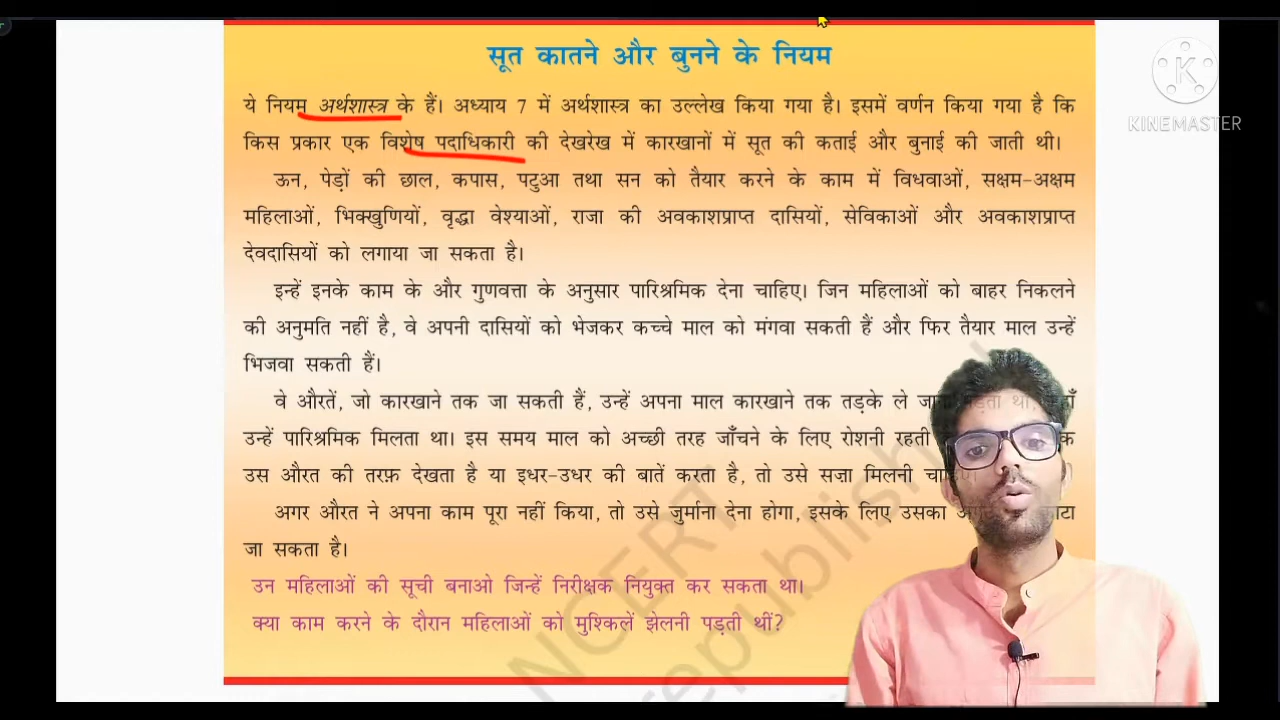 सूत कातने और बुनने के नियम
ये नियम अर्थशास्त्र के हैं। अध्याय 7 में अर्थशास्त्र का उल्लेख किया गया है। इसमें वर्णन किया गया है कि
किस प्रकार एक विशेष पदाधिकारी की देखरेख में कारखानों में सूत की कताई और बुनाई की जाती थी।
ऊन, पेड़ों की छाल, कपास, पटुआ तथा सन को तैयार करने के काम में विधवाओं, सक्षम-अक्षम
महिलाओं, भिक्खुणियों, वृद्धा वेश्याओं, राजा की अवकाशप्राप्त दासियों, सेविकाओं और अवकाशप्राप्त
देवदासियों को लगाया जा सकता है।
इन्हें इनके काम के और गुणवत्ता के अनुसार पारिश्रमिक देना चाहिए। जिन महिलाओं को बाहर निकलने
की अनुमति नहीं है, वे अपनी दासियों को भेजकर कच्चे माल को मंगवा सकती हैं और फिर तैयार माल उन्हें
भिजवा सकती हैं।
वे औरतें, जो कारखाने तक जा सकती हैं, उन्हें अपना माल कारखाने तक तड़के ले था,
उन्हें पारिश्रमिक मिलता था। इस समय माल को अच्छी तरह जाँचने के लिए रोशनी रहती
उस औरत की तरफ़ देखता है या इधर-उधर की बातें करता है, तो उसे सज़ा मिलनी
अगर औरत ने अपना काम पूरा नहीं किया, तो उसे जुर्माना देना होगा, इसके लिए उसका काटा
जा सकता है।
उन महिलाओं की सूची बनाओ जिन्हें निरीक्षक नियुक्त कर सकता था।
क्या काम करने के दौरान महिलाओं को मुश्किलें झेलनी पड़ती थीं?
NCERT
republish
K
KINEMASTER